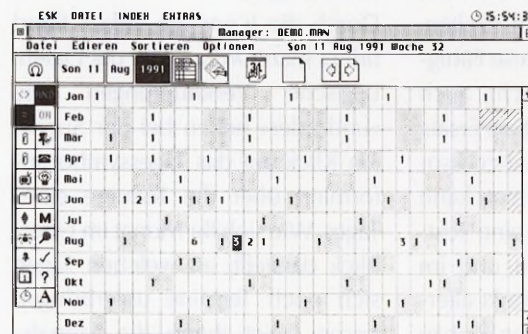 ESK DATEI INDEX EXTRAS
Manager: DEMO.MAN
Datei Edieren Sortieren Optionen Son 11 Aug 1991 Woche 32
Son 11 Aug 1991 31
AND
OR
Jan 1 1 1 1 1
Feb 1 1 1 1
Mar 1 1 1 1 1
Apr 1 1 1 1 1 1 1
Mai 1 1 1 1
Jun 1 2 1 1 1 1 1 1 1 1 1 1
Jul 1 1 1 1 1
Aug 1 6 1 3 2 1 1 3 1 1 1
Sep 1 1 1 1 1
Okt 1 1 1 1
Nov 1 1 1 1 1 1
Dez 1 1 1 1 1
M
?
A